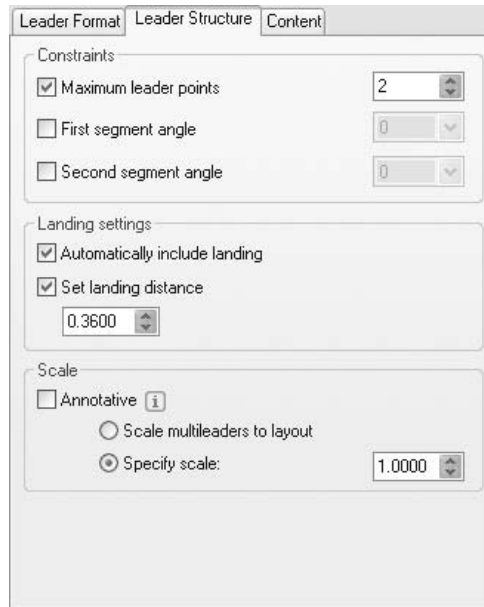 Leader Format Leader Structure Content
Constraints
Maximum leader points 2
First segment angle 0
Second segment angle 0
Landing settings
Automatically include landing
Set landing distance
0.3600
Scale
Annotative i
Scale multileaders to layout
Specify scale: 1.0000